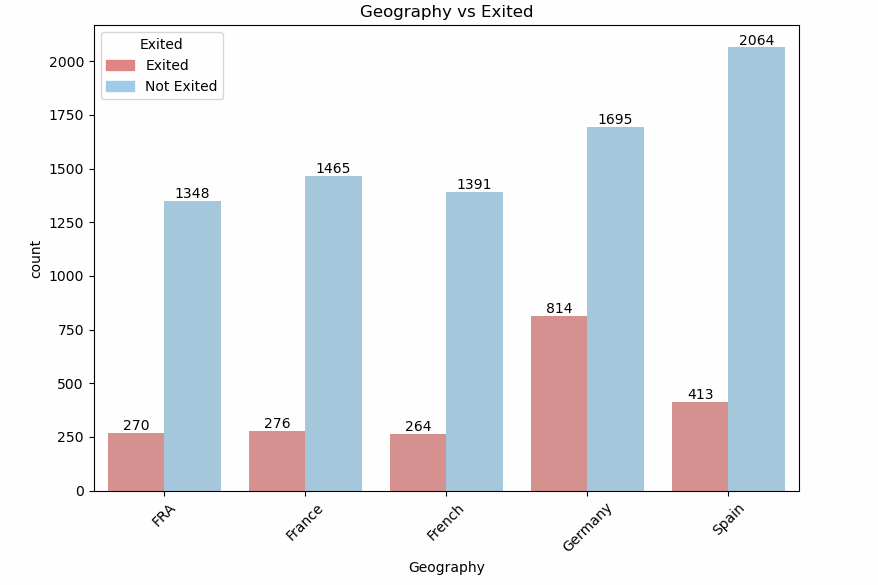 Geography vs Exited
Exited
Exited
Not Exited
2000
1750
1500
1250
1000
750
500
250
0
count
270
1348
276
1465
264
1391
814
1695
413
2064
FRA
France
French
Germany
Spain
Geography